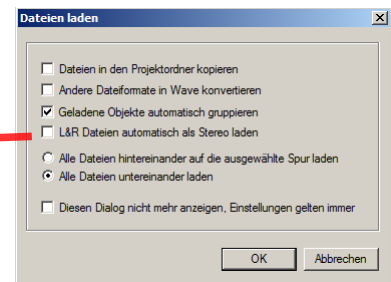 Dateien laden
Dateien in den Projektordner kopieren
Andere Dateiformate in Wave konvertieren
Geladene Objekte automatisch gruppieren
L&R Dateien automatisch als Stereo laden
Alle Dateien hintereinander auf die ausgewählte Spur laden
Alle Dateien untereinander laden
Diesen Dialog nicht mehr anzeigen, Einstellungen gelten immer
OK
Abbrechen